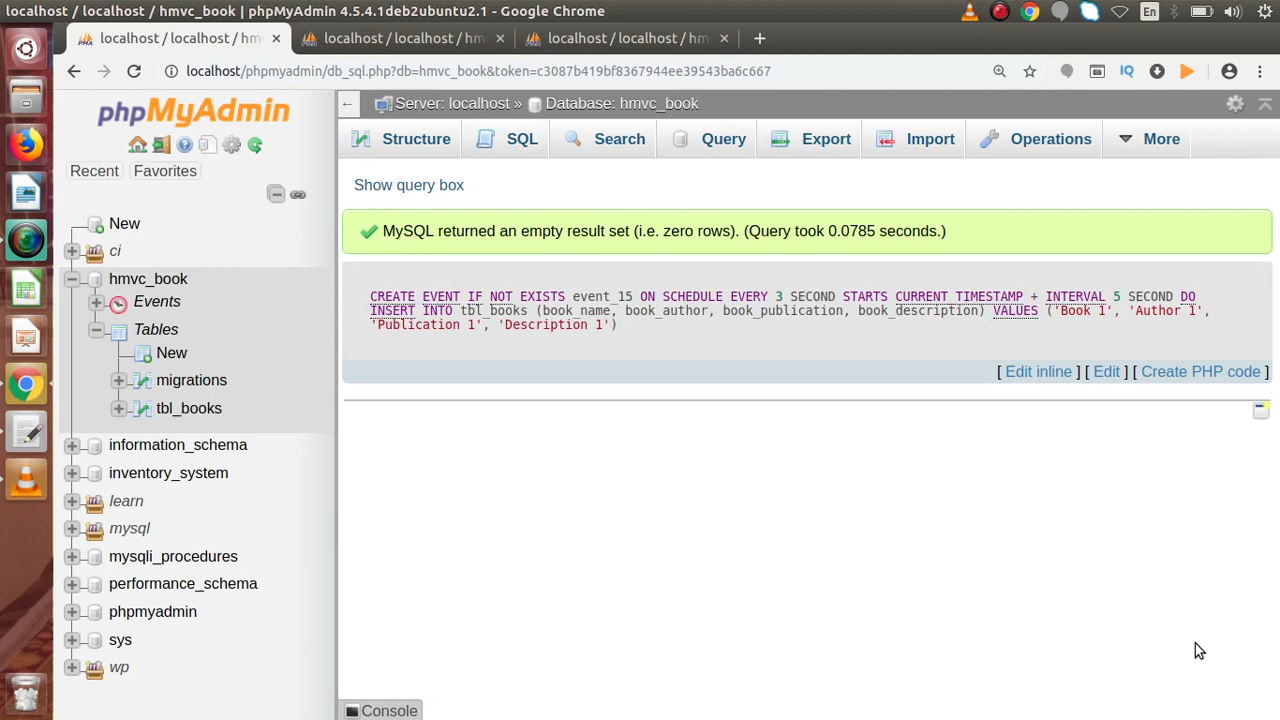 localhost / localhost / hmvc_book | phpMyAdmin 4.5.4.1deb2ubuntu2.1 - Google Chrome
En
localhost / localhost / hmv
localhost / localhost / hm
localhost / localhost / hm
localhost/phpmyadmin/db_sql.php?db=hmvc_book&token=c3087b419bf8367944ee39543ba6c667
IQ
phpMyAdmin
Recent
Favorites
New
ci
hmvc_book
Events
Tables
New
migrations
tbl_books
information_schema
inventory_system
learn
mysql
mysqli_procedures
performance_schema
phpmyadmin
sys
wp
Server: localhost » Database: hmvc_book
Structure
SQL
Search
Query
Export
Import
Operations
More
Show query box
MySQL returned an empty result set (i.e. zero rows). (Query took 0.0785 seconds.)
CREATE EVENT IF NOT EXISTS event_15 ON SCHEDULE EVERY 3 SECOND STARTS CURRENT_TIMESTAMP + INTERVAL 5 SECOND DO
INSERT INTO tbl_books (book_name, book_author, book_publication, book_description) VALUES ('Book 1', 'Author 1',
'Publication 1', 'Description 1')
[ Edit inline ] [ Edit ] [ Create PHP code ]
Console